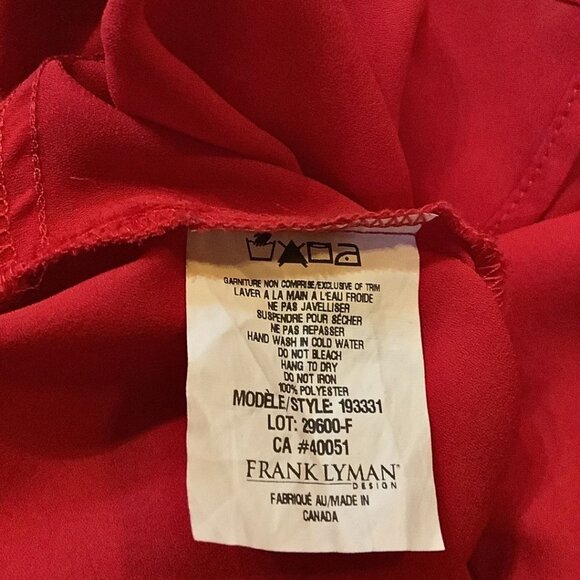 GARNITURE NON COMPRISE/EXCLUSIVE OF TRIM
LAVER A LA MAIN A L'EAU FROIDE
NE PAS JAVELLISER
SUSPENDRE POUR SÉCHER
NE PAS REPASSER
HAND WASH IN COLD WATER
DO NOT BLEACH
HANG TO DRY
DO NOT IRON
100% POLYESTER
MODÈLE/STYLE: 193331
LOT: 29600-F
CA #40051
FRANK LYMAN®
DESIGN
FABRIQUÉ AU/MADE IN
CANADA